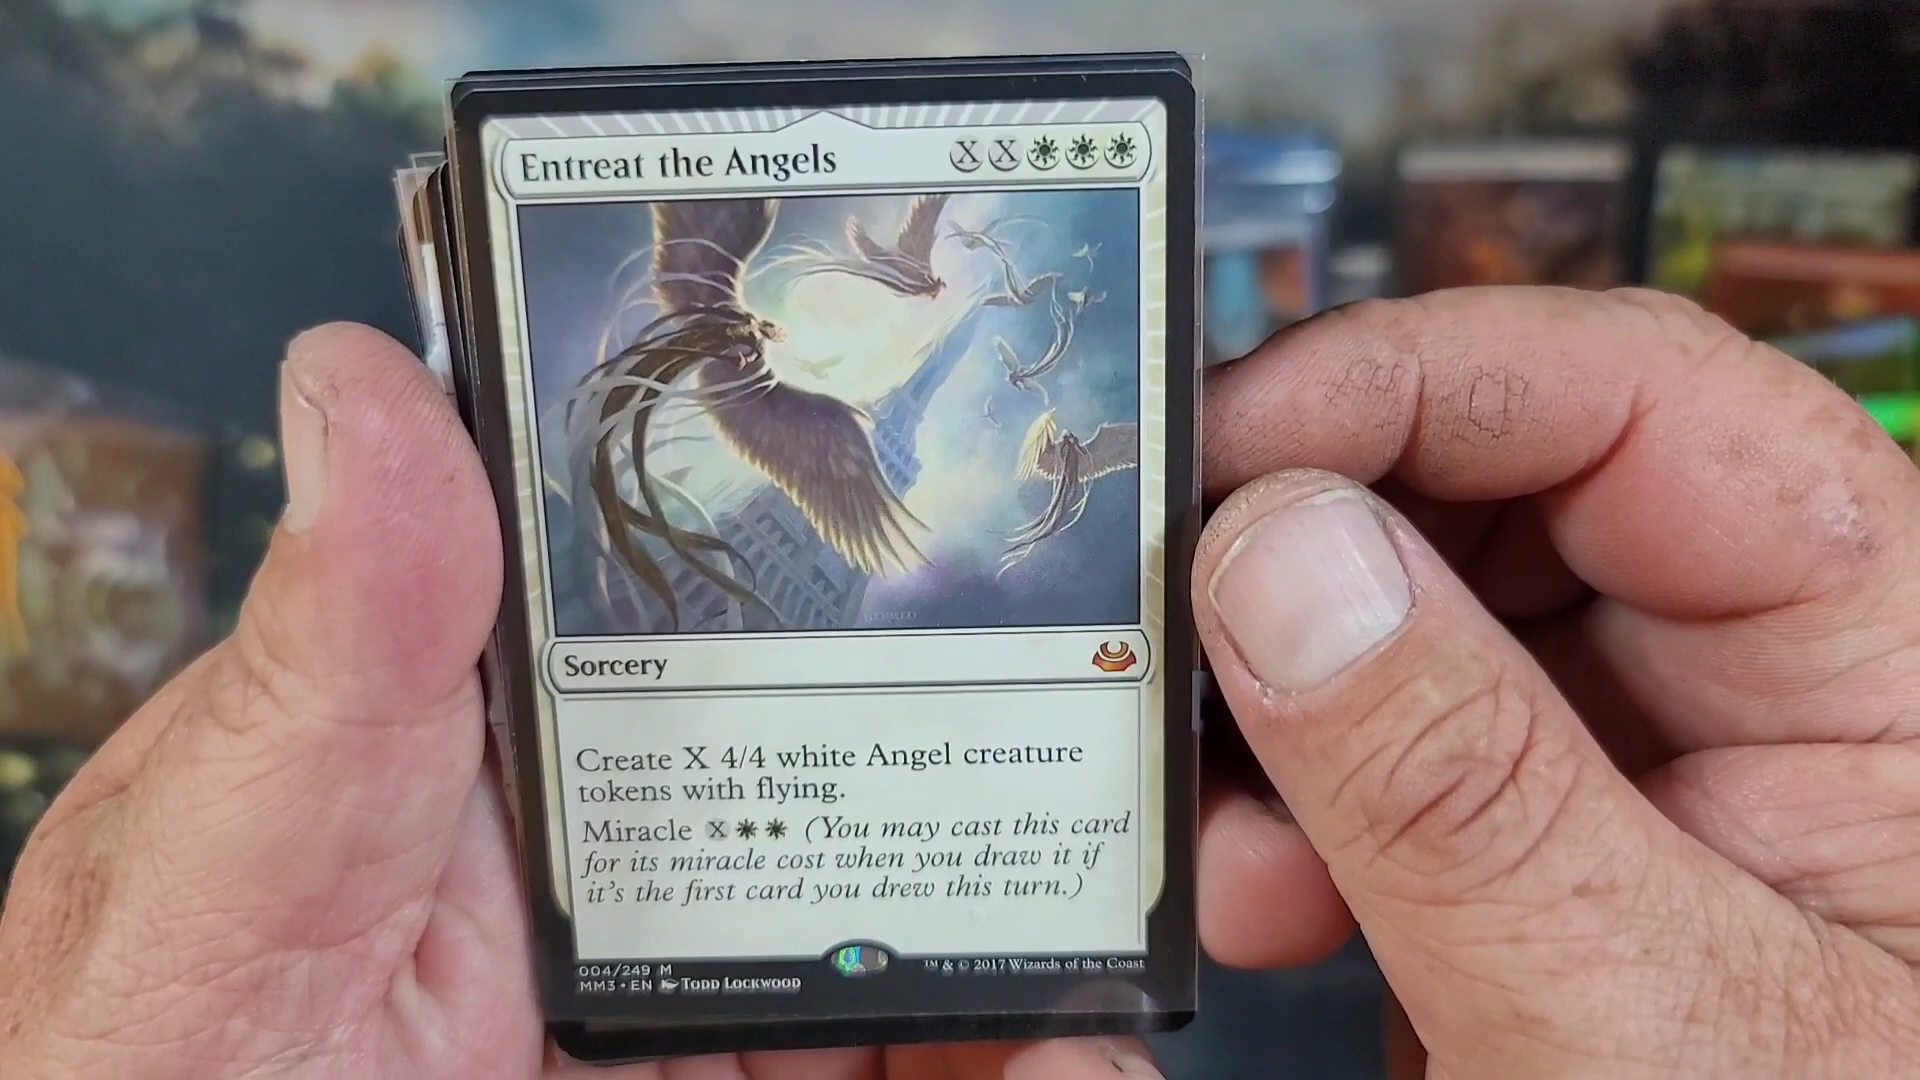 Entreat the Angels XX
Sorcery
Create X 4/4 white Angel creature
tokens with flying.
Miracle X (You may cast this card
for its miracle cost when you draw it if
it's the first card you drew this turn.)
004/249 M
MM3 • EN Todd Lockwood
™ & © 2017 Wizards of the Coast